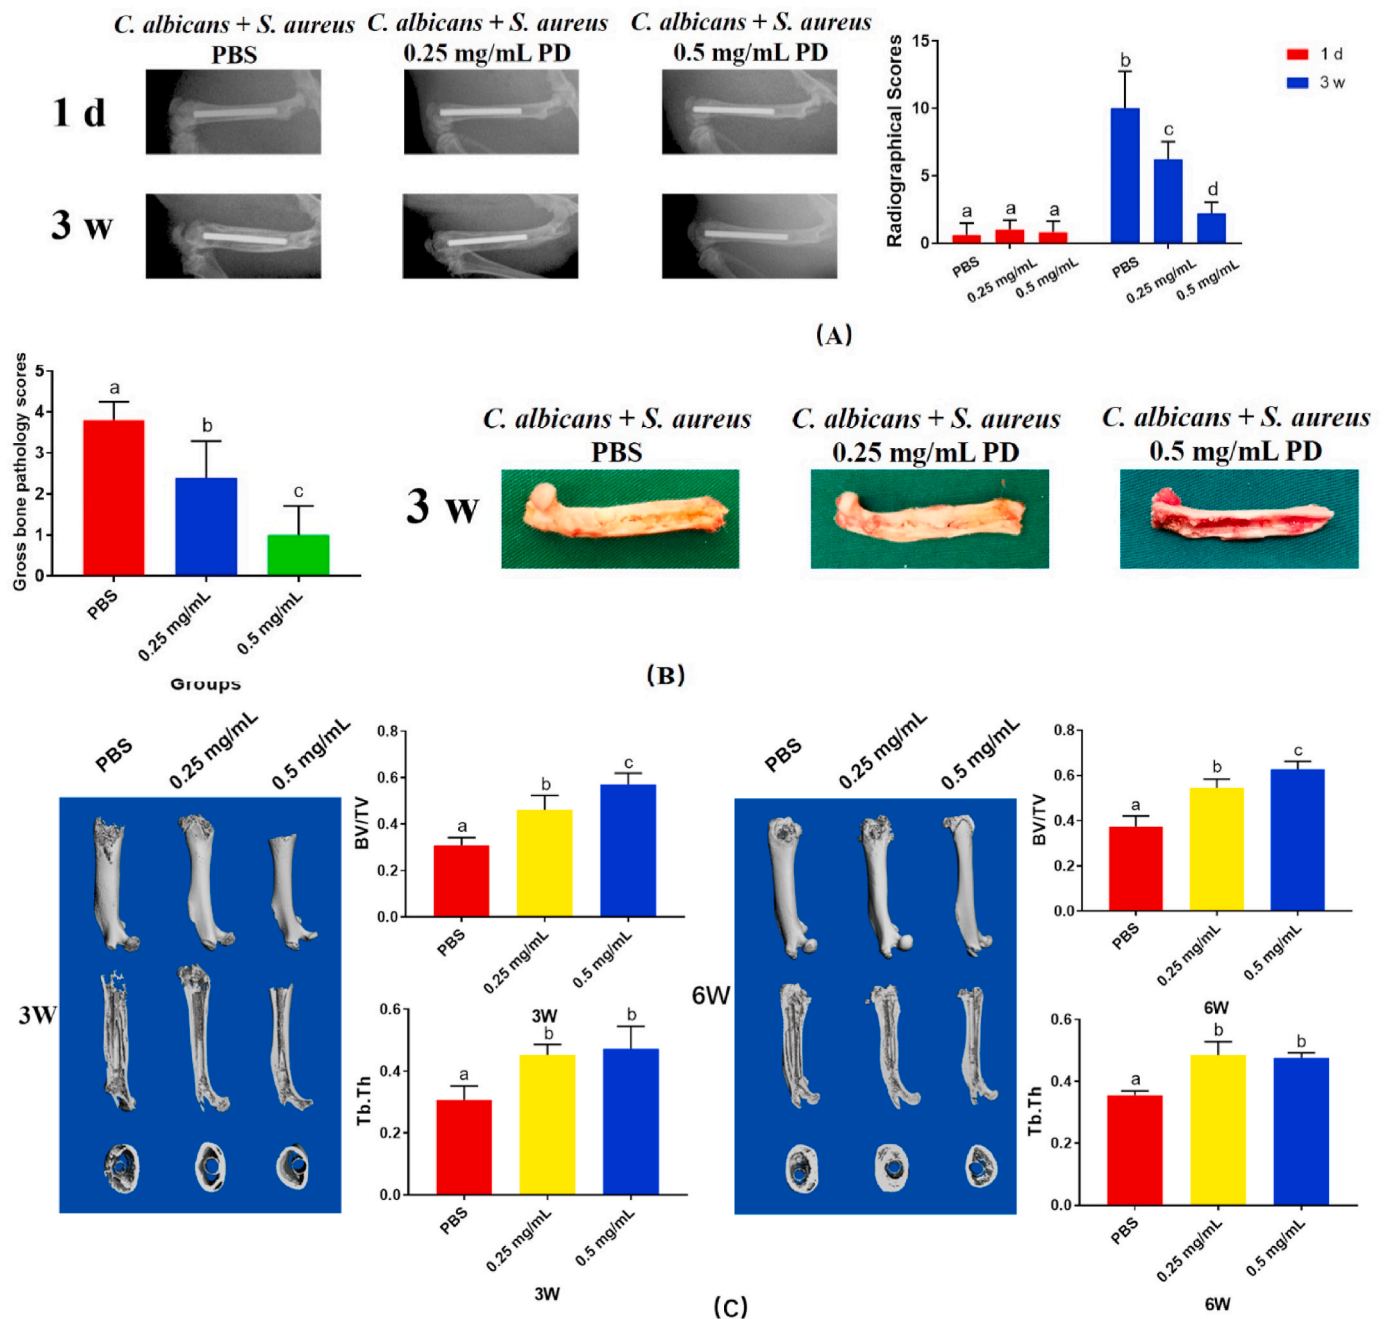 C. albicans + S. aureus
PBS
C. albicans + S. aureus
0.25 mg/mL PD
C. albicans + S. aureus
0.5 mg/mL PD
1 d
3 w
Radiographical Scores
15
10
5
0
a
a
a
b
c
d
PBS
0.25 mg/mL
0.5 mg/mL
PBS
0.25 mg/mL
0.5 mg/mL
1 d
3 w
(A)
Gross bone pathology scores
5
4
3
2
1
0
a
b
c
PBS
0.25 mg/mL
0.5 mg/mL
Groups
C. albicans + S. aureus
PBS
C. albicans + S. aureus
0.25 mg/mL PD
C. albicans + S. aureus
0.5 mg/mL PD
3 w
(B)
PBS
0.25 mg/mL
0.5 mg/mL
3W
BV/TV
0.8
0.6
0.4
0.2
0.0
a
b
c
PBS
0.25 mg/mL
0.5 mg/mL
3W
Tb.Th
0.6
0.4
0.2
0.0
a
b
b
PBS
0.25 mg/mL
0.5 mg/mL
3W
PBS
0.25 mg/mL
0.5 mg/mL
6W
BV/TV
0.8
0.6
0.4
0.2
0.0
a
b
c
PBS
0.25 mg/mL
0.5 mg/mL
6W
Tb.Th
0.6
0.4
0.2
0.0
a
b
b
PBS
0.25 mg/mL
0.5 mg/mL
6W
(C)